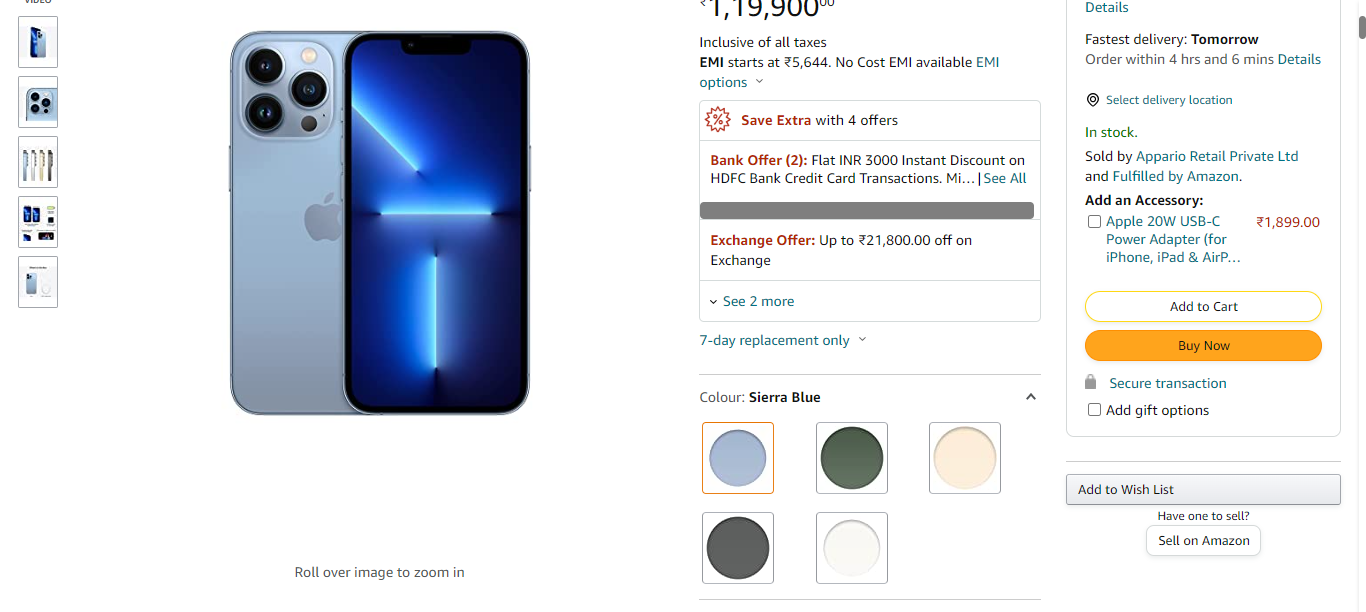 VIDEO
Roll over image to zoom in
₹1,19,900⁰⁰
Inclusive of all taxes
EMI starts at ₹5,644. No Cost EMI available EMI
options
Save Extra with 4 offers
Bank Offer (2): Flat INR 3000 Instant Discount on
HDFC Bank Credit Card Transactions. Mi… | See All
Exchange Offer: Up to ₹21,800.00 off on
Exchange
See 2 more
7-day replacement only
Colour: Sierra Blue
Details
Fastest delivery: Tomorrow
Order within 4 hrs and 6 mins Details
Select delivery location
In stock.
Sold by Appario Retail Private Ltd
and Fulfilled by Amazon.
Add an Accessory:
Apple 20W USB-C ₹1,899.00
Power Adapter (for
iPhone, iPad & AirP…
Add to Cart
Buy Now
Secure transaction
Add gift options
Add to Wish List
Have one to sell?
Sell on Amazon